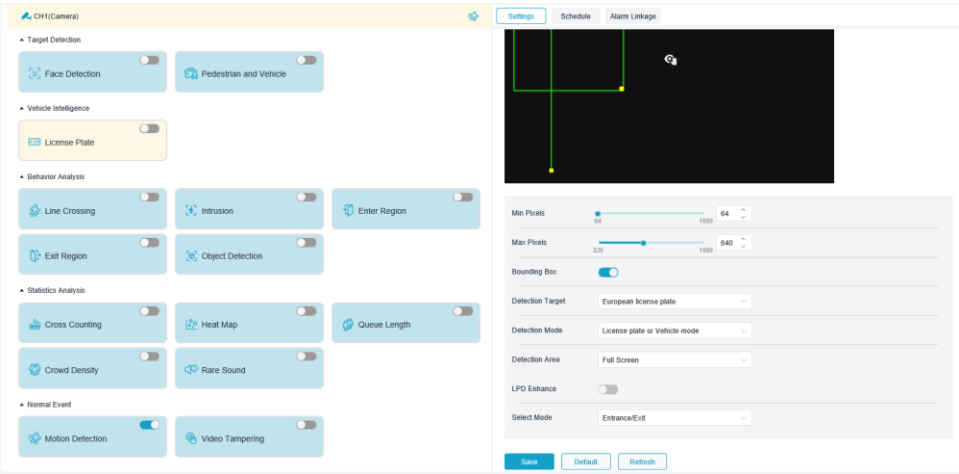 CH1(Camera)
Target Detection
Face Detection
Pedestrian and Vehicle
Vehicle Intelligence
License Plate
Behavior Analysis
Line Crossing
Intrusion
Enter Region
Exit Region
Object Detection
Statistics Analysis
Cross Counting
Heat Map
Queue Length
Crowd Density
Rare Sound
Normal Event
Motion Detection
Video Tampering
Settings
Schedule
Alarm Linkage
Min Pixels
64
1080
64
Max Pixels
320
1080
640
Bounding Box
Detection Target
European license plate
Detection Mode
License plate or Vehicle mode
Detection Area
Full Screen
LPD Enhance
Select Mode
Entrance/Exit
Save
Default
Refresh